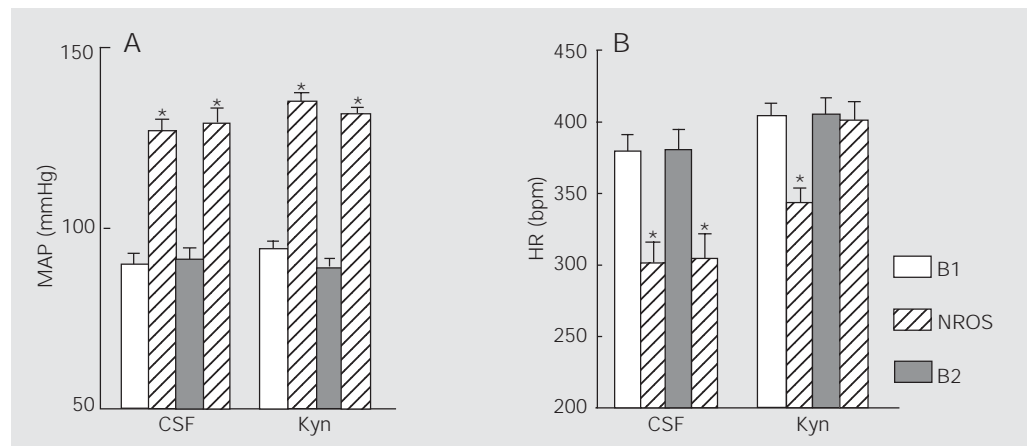 A
150
100
50
MAP (mmHg)
*
*
*
*
CSF
Kyn
B
450
400
350
300
250
200
HR (bpm)
*
*
*
CSF
Kyn
B1
NROS
B2